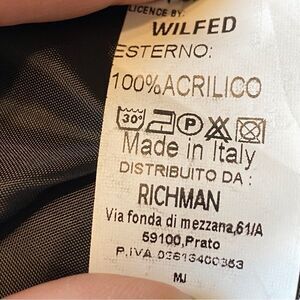 LICENCE BY:
WILFED
ESTERNO:
100%ACRILICO
30° P
Made in Italy
DISTRIBUITO DA :
RICHMAN
Via fonda di mezzana,61/A
59100,Prato
P.IVA 03613400363
MJ